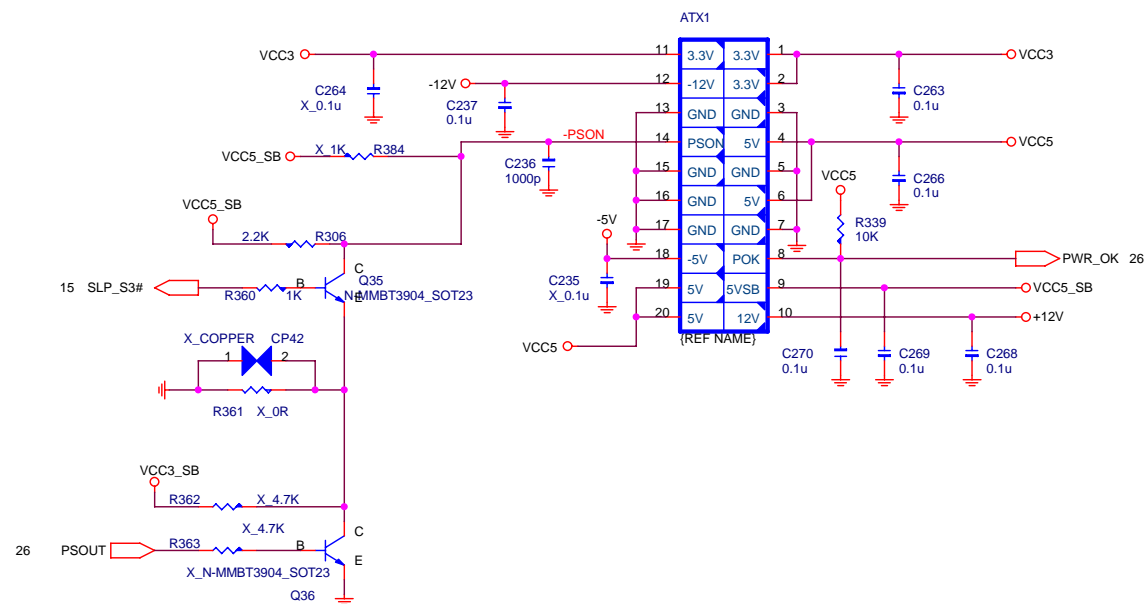 ATX1
VCC3
11 3.3V 3.3V 1
VCC3
C264
X_0.1u
-12V
12 -12V 3.3V 2
C237
0.1u
C263
0.1u
13 GND GND 3
-PSON
14 PSON 5V 4
VCC5
VCC5_SB
X_1K R384
C236
1000p
15 GND GND 5
C266
0.1u
16 GND 5V 6
VCC5
17 GND GND 7
R339
10K
VCC5_SB
2.2K R306
-5V
18 -5V POK 8
PWR_OK 26
C
Q35
N-MMBT3904_SOT23
B
E
15 SLP_S3#
R360 1K
C235
X_0.1u
19 5V 5VSB 9
VCC5_SB
20 5V 12V 10
+12V
{REF NAME}
VCC5
C270
0.1u
C269
0.1u
C268
0.1u
X_COPPER CP42
1 2
R361 X_0R
VCC3_SB
R362 X_4.7K
X_4.7K
26 PSOUT
R363
B
C
E
X_N-MMBT3904_SOT23
Q36